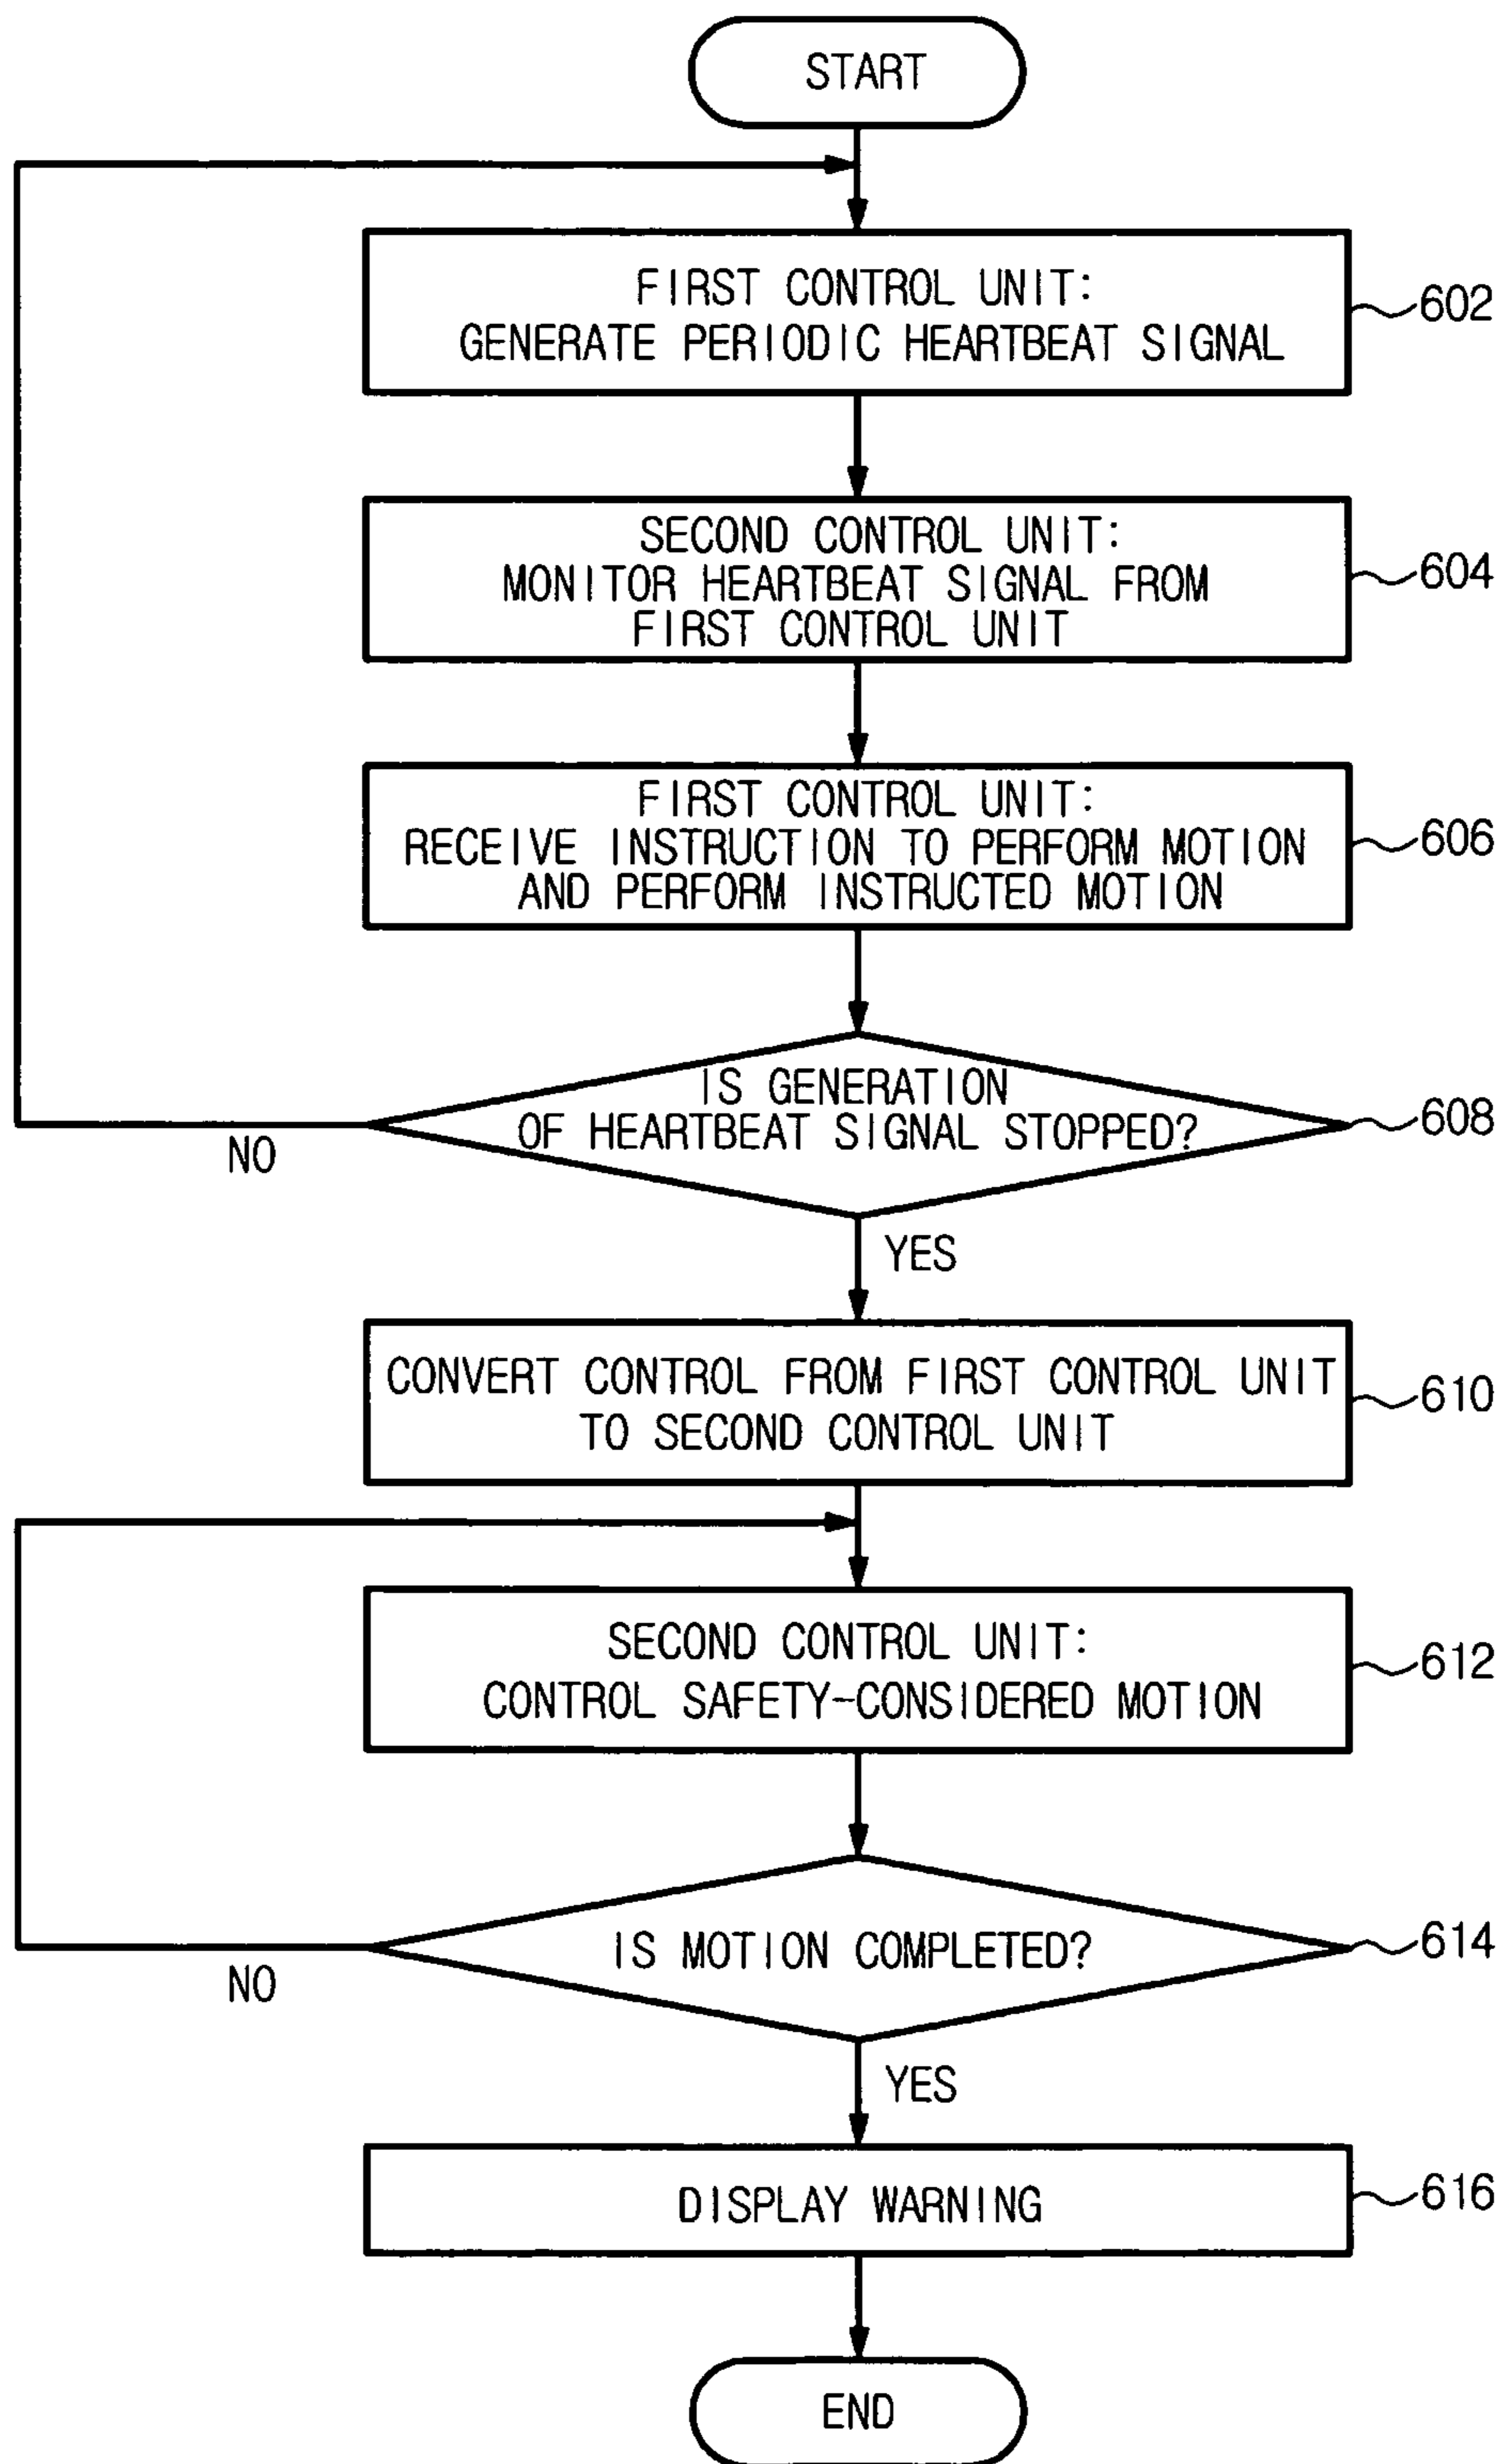 START
FIRST CONTROL UNIT:
GENERATE PERIODIC HEARTBEAT SIGNAL
602
SECOND CONTROL UNIT:
MONITOR HEARTBEAT SIGNAL FROM
FIRST CONTROL UNIT
604
FIRST CONTROL UNIT:
RECEIVE INSTRUCTION TO PERFORM MOTION
AND PERFORM INSTRUCTED MOTION
606
IS GENERATION
OF HEARTBEAT SIGNAL STOPPED?
608
NO
YES
CONVERT CONTROL FROM FIRST CONTROL UNIT
TO SECOND CONTROL UNIT
610
SECOND CONTROL UNIT:
CONTROL SAFETY-CONSIDERED MOTION
612
IS MOTION COMPLETED?
614
NO
YES
DISPLAY WARNING
616
END